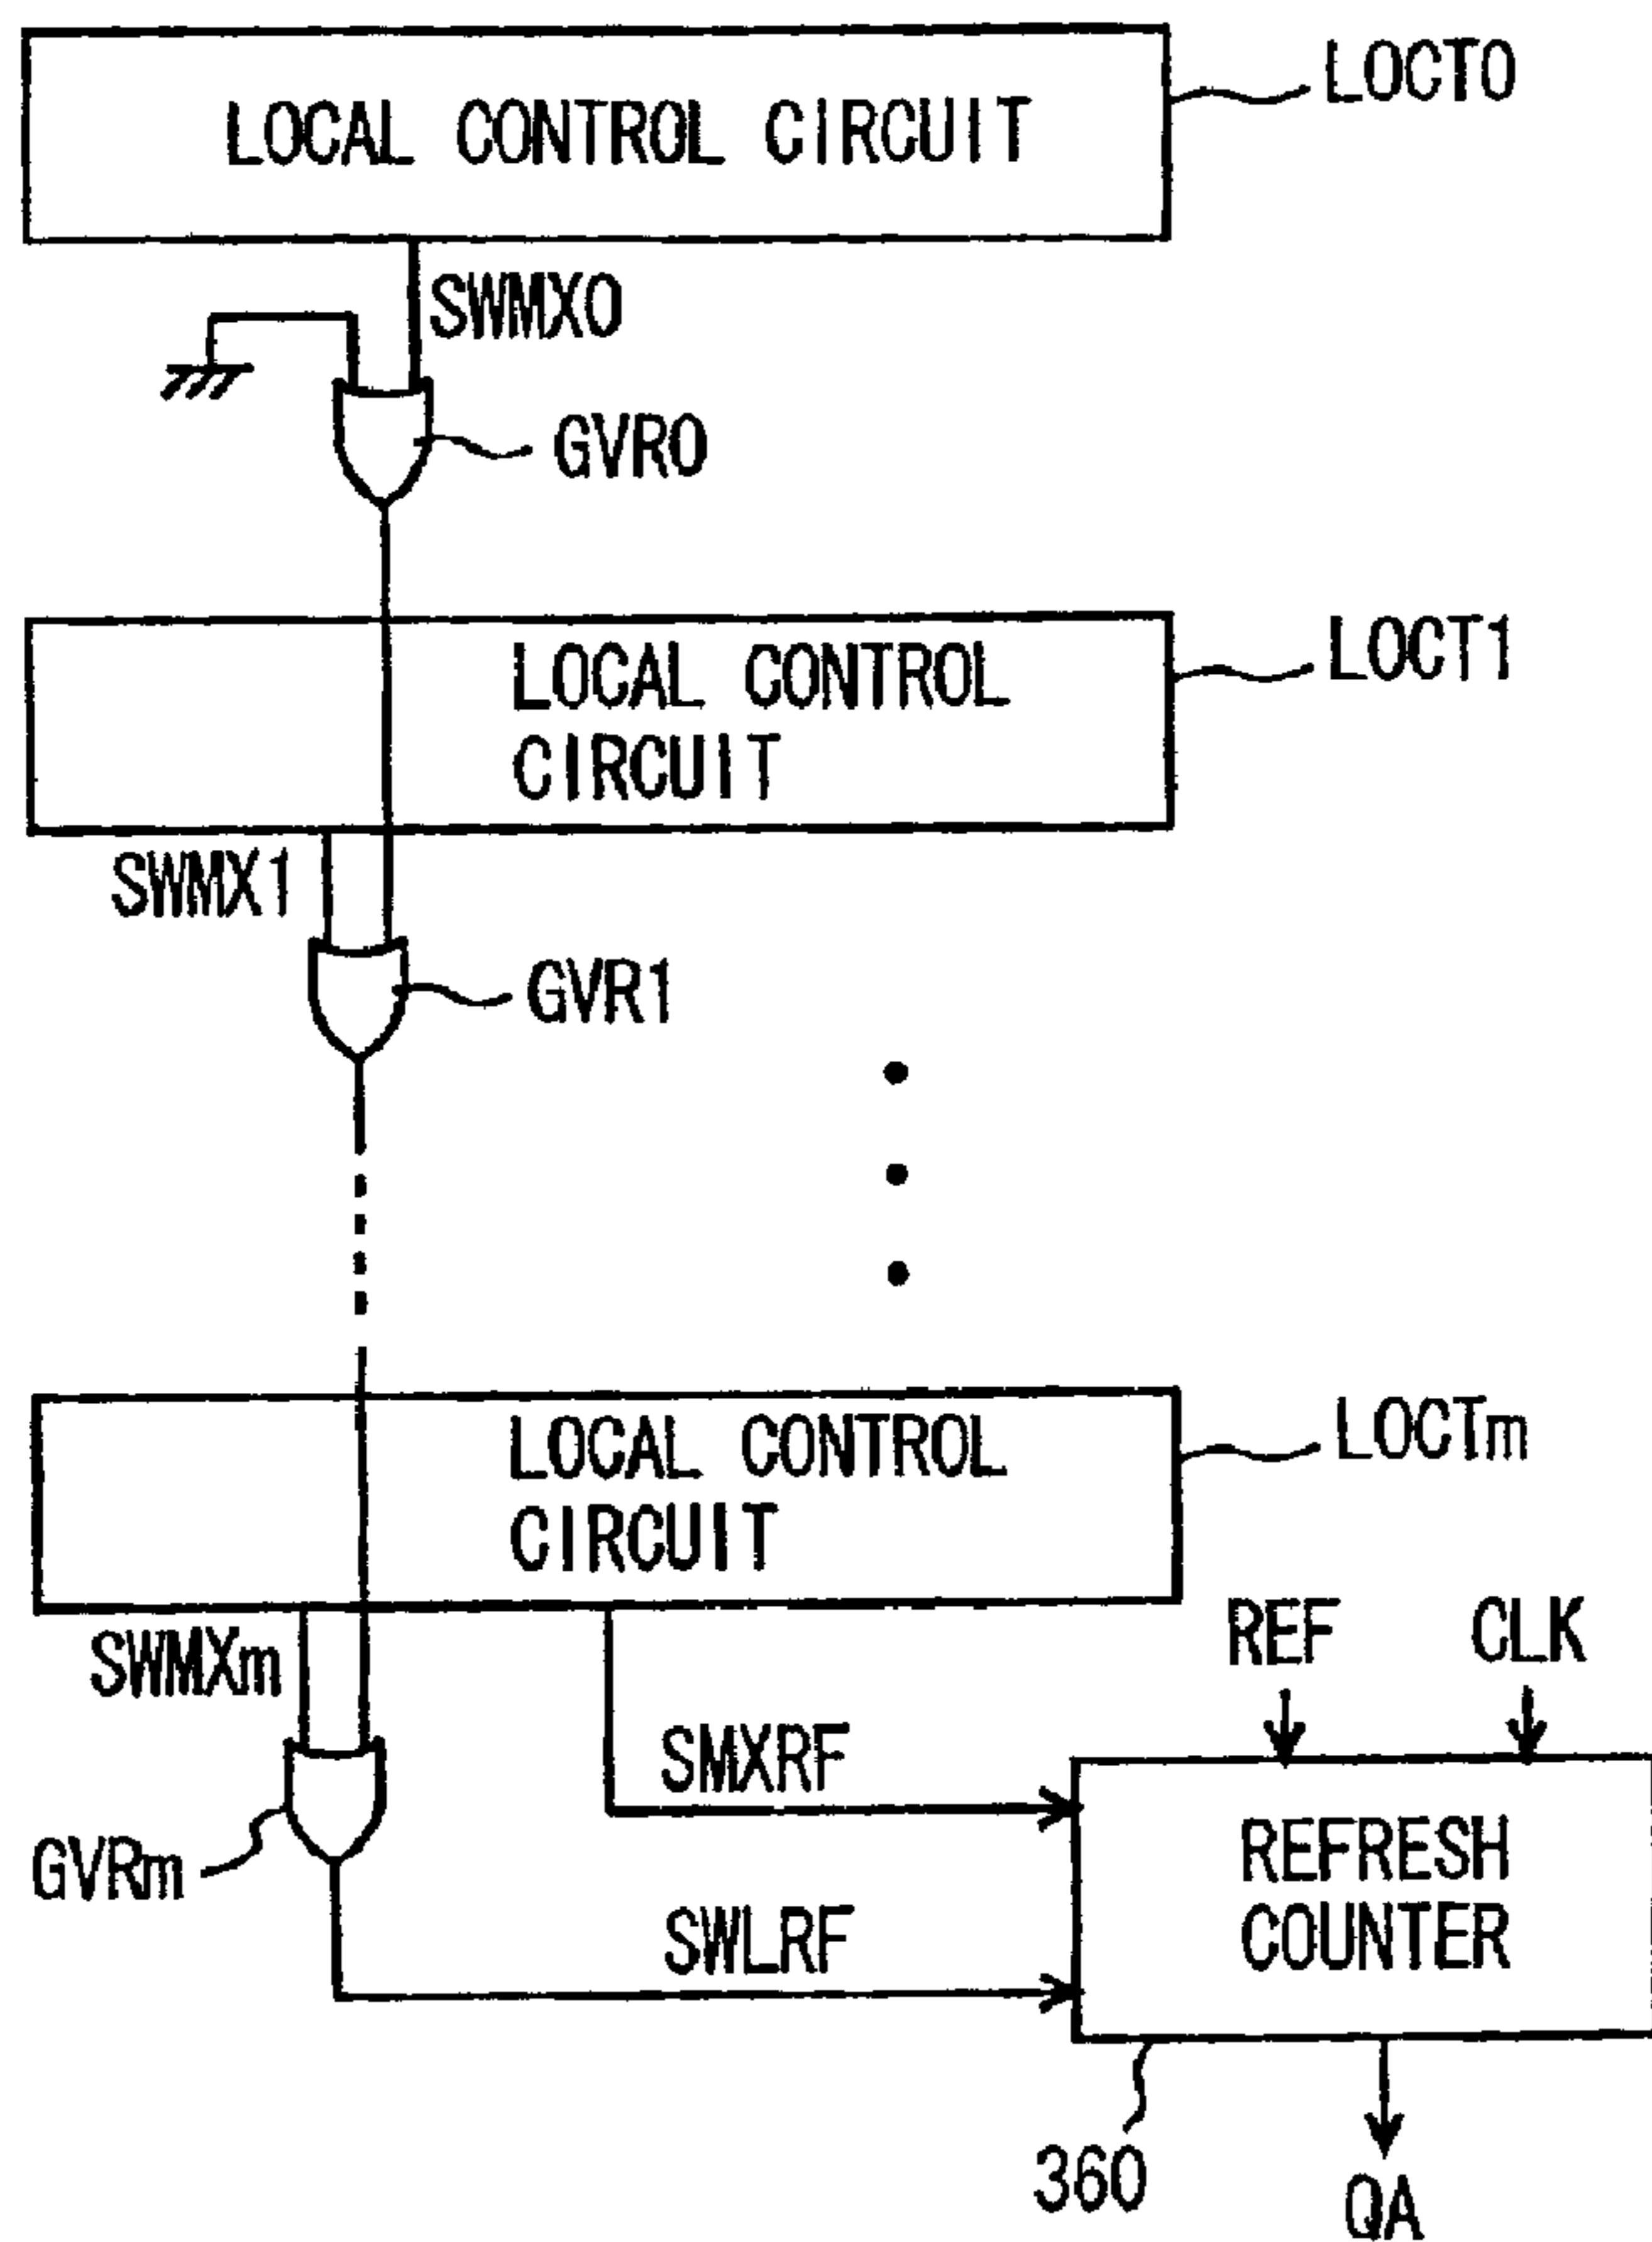 LOCAL CONTROL CIRCUIT
LOCT0
SWMX0
GVR0
LOCAL CONTROL
CIRCUIT
LOCT1
SWMX1
GVR1
LOCAL CONTROL
CIRCUIT
LOCTm
SWMXm
REF
CLK
SMXRF
GVRm
REFRESH
COUNTER
SWLRF
360
QA